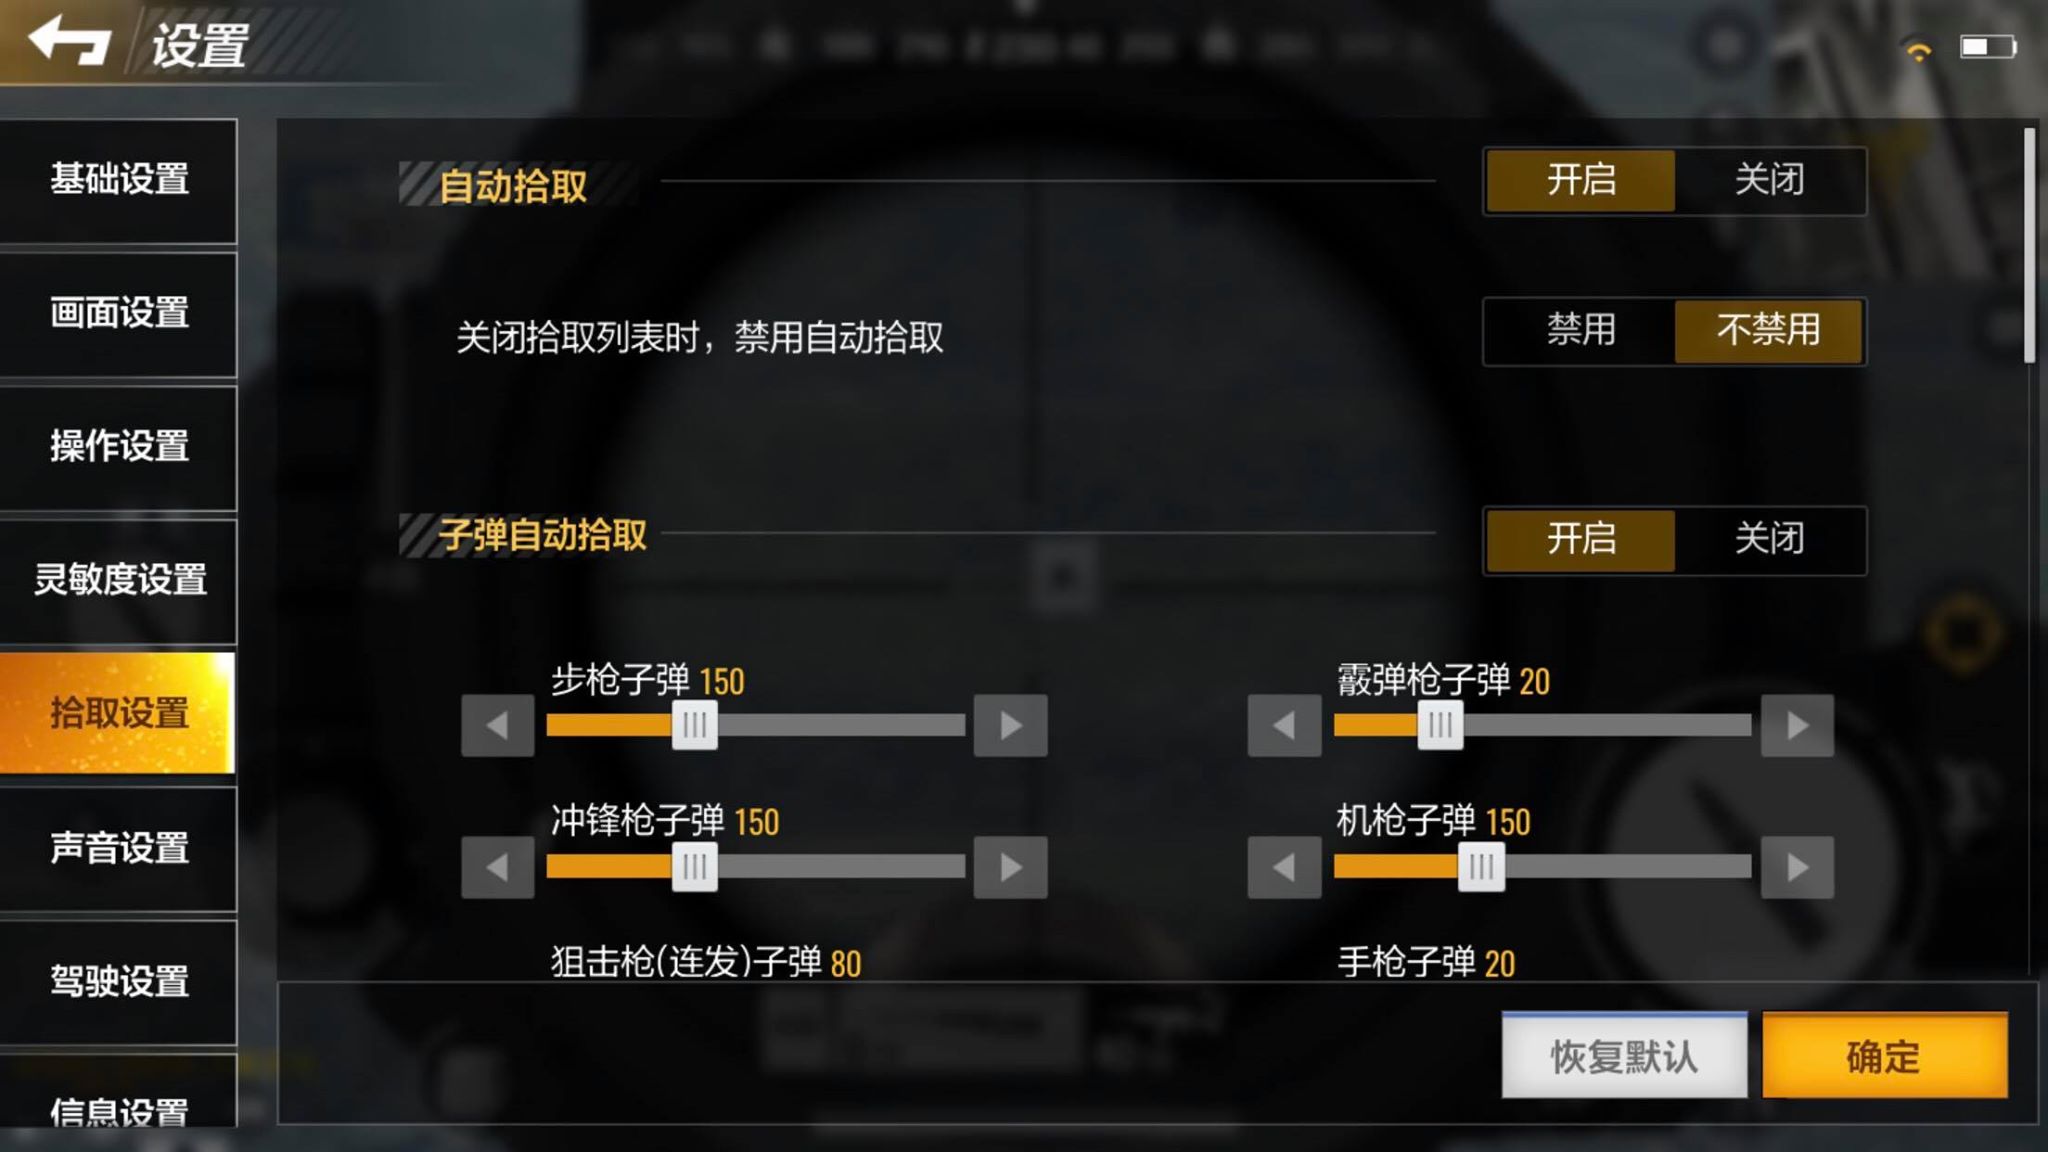 设置
基础设置
画面设置
操作设置
灵敏度设置
拾取设置
声音设置
驾驶设置
信息设置
自动拾取
开启 关闭
关闭拾取列表时，禁用自动拾取
禁用 不禁用
子弹自动拾取
开启 关闭
步枪子弹 150
霰弹枪子弹 20
冲锋枪子弹 150
机枪子弹 150
狙击枪(连发)子弹 80
手枪子弹 20
恢复默认 确定